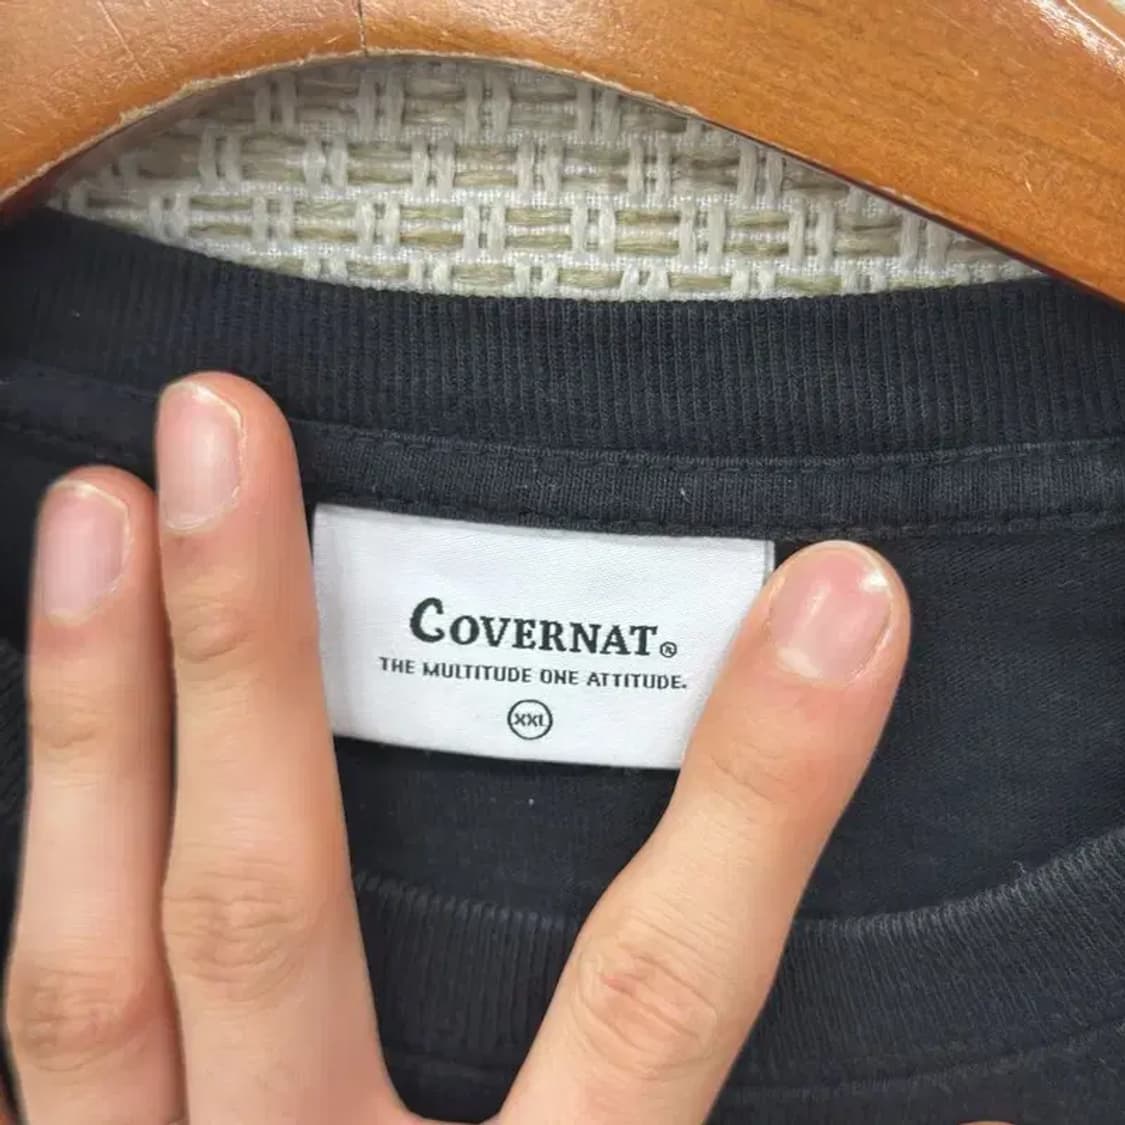 COVERNAT®
THE MULTITUDE ONE ATTITUDE.
XXL